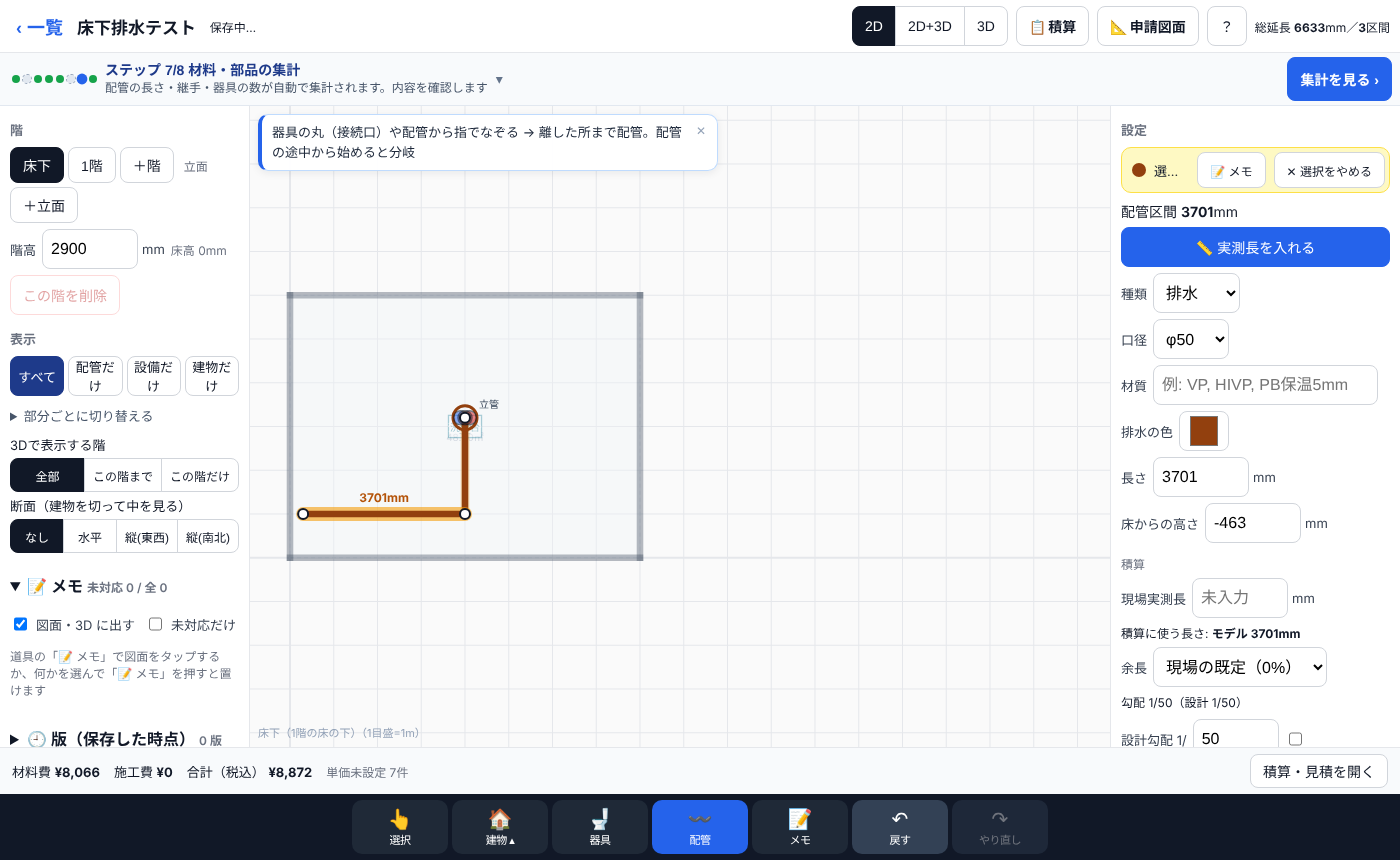 ‹ 一覧 床下排水テスト 保存中...
2D 2D+3D 3D 📋 積算 📐 申請図面 ? 総延長 6633mm／3区間
ステップ 7/8 材料・部品の集計
配管の長さ・継手・器具の数が自動で集計されます。内容を確認します ▼
集計を見る ›
階
床下 1階 ＋階 立面
＋立面
階高 2900 mm 床高 0mm
この階を削除
表示
すべて 配管だけ 設備だけ 建物だけ
▶ 部分ごとに切り替える
3Dで表示する階
全部 この階まで この階だけ
断面（建物を切って中を見る）
なし 水平 縦(東西) 縦(南北)
▼ 📝 メモ 未対応 0 / 全 0
図面・3D に出す 未対応だけ
道具の「📝 メモ」で図面をタップする
か、何かを選んで「📝 メモ」を押すと置
けます
▶ 🕘 版（保存した時点） 0 版
器具の丸（接続口）や配管から指でなぞる → 離した所まで配管。配管
の途中から始めると分岐
×
立管
3701mm
床下（1階の床の下）（1目盛=1m）
設定
選... 📝 メモ ✕ 選択をやめる
配管区間 3701mm
📏 実測長を入れる
種類 排水
口径 φ50
材質 例: VP, HIVP, PB保温5mm
排水の色
長さ 3701 mm
床からの高さ -463 mm
積算
現場実測長 未入力 mm
積算に使う長さ: モデル 3701mm
余長 現場の既定（0%）
勾配 1/50（設計 1/50）
設計勾配 1/ 50
材料費 ¥8,066 施工費 ¥0 合計（税込） ¥8,872 単価未設定 7件
積算・見積を開く
選択 建物▲ 器具 配管 メモ 戻す やり直し